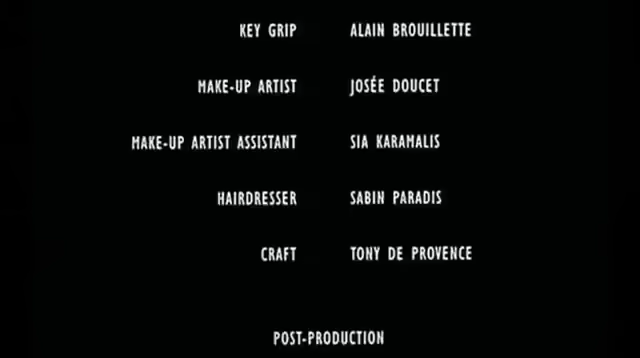 KEY GRIP ALAIN BROUILLETTE
MAKE-UP ARTIST JOSÉE DOUCET
MAKE-UP ARTIST ASSISTANT SIA KARAMALIS
HAIRDRESSER SABIN PARADIS
CRAFT TONY DE PROVENCE
POST-PRODUCTION